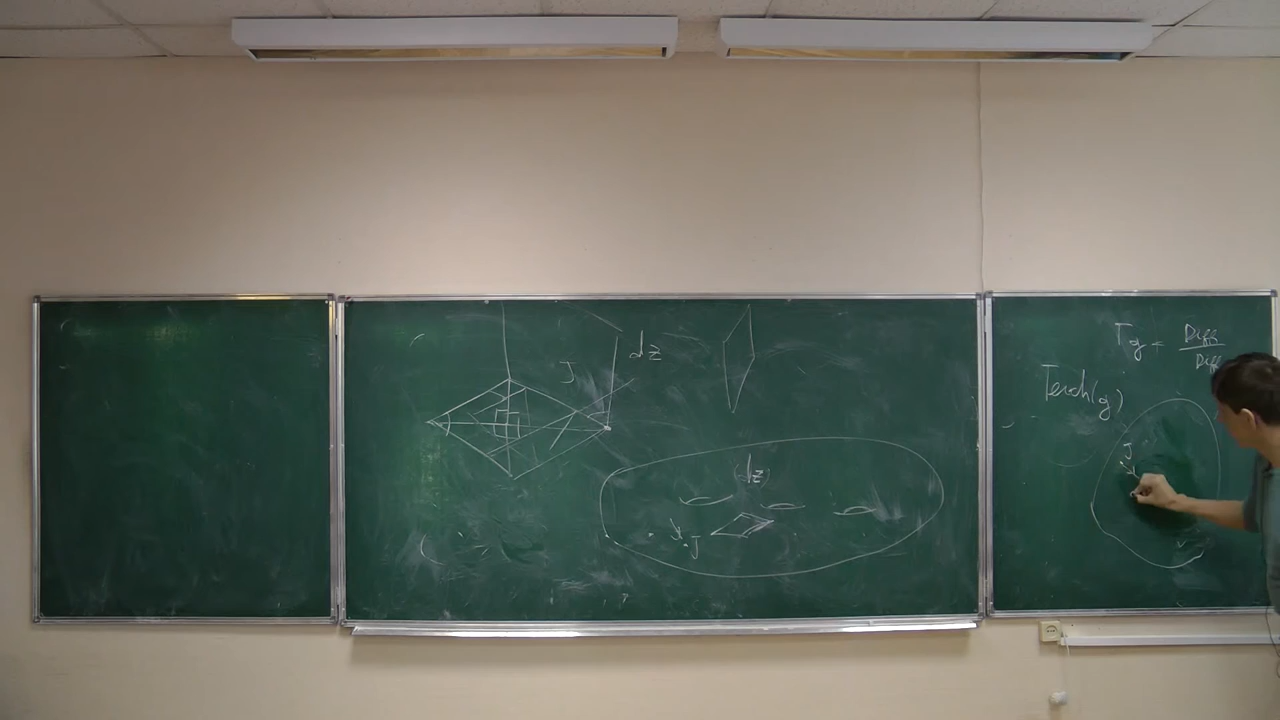 dz
J
(dz)
J
T_g = Diff / Diff
Teich(g)
J